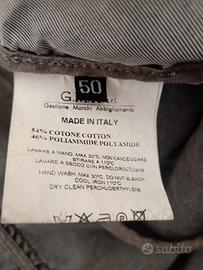 50
Gestione Marchi Abbigliamento
MADE IN ITALY
54% COTONE COTTON
46% POLIAMMIDE POLYAMIDE
LAVARE A MANO, MAX 30°C, NON CANDEGGIARE
STIRARE A 110°C
LAVARE A SECCO CON PERCLOROETILENE
HAND WASH, MAX 30°C, DO NOT BLEACH
COOL IRON 110°C
DRY CLEAN PERCHLOERTHYLENE
subito